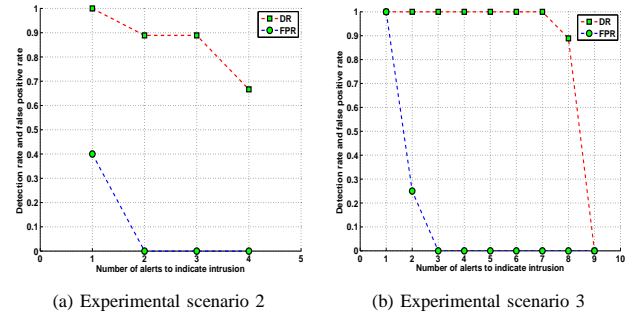 1
0.9
0.8
0.7
0.6
0.5
0.4
0.3
0.2
0.1
0
0 1 2 3 4 5
Detection rate and false positive rate
Number of alerts to indicate intrusion
DR
FPR
(a) Experimental scenario 2
1
0.9
0.8
0.7
0.6
0.5
0.4
0.3
0.2
0.1
0
0 1 2 3 4 5 6 7 8 9 10
Detection rate and false positive rate
Number of alerts to indicate intrusion
DR
FPR
(b) Experimental scenario 3